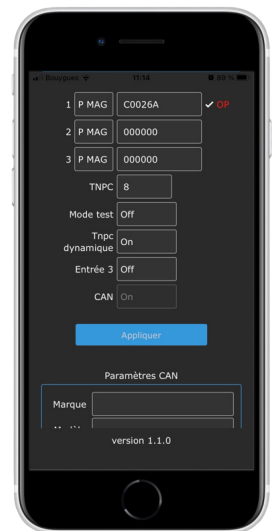 Bouygues 11:14 89 %
1 P MAG C0026A ✓ OP
2 P MAG 000000
3 P MAG 000000
TNPC 8
Mode test Off
Tnpc
dynamique On
Entrée 3 Off
CAN On
Appliquer
Paramètres CAN
Marque
version 1.1.0